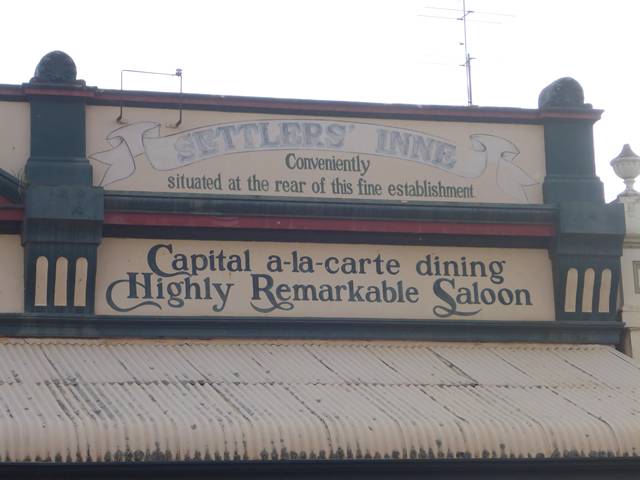 SETTLERS' INNE
Conveniently
situated at the rear of this fine establishment
Capital a-la-carte dining
Highly Remarkable Saloon